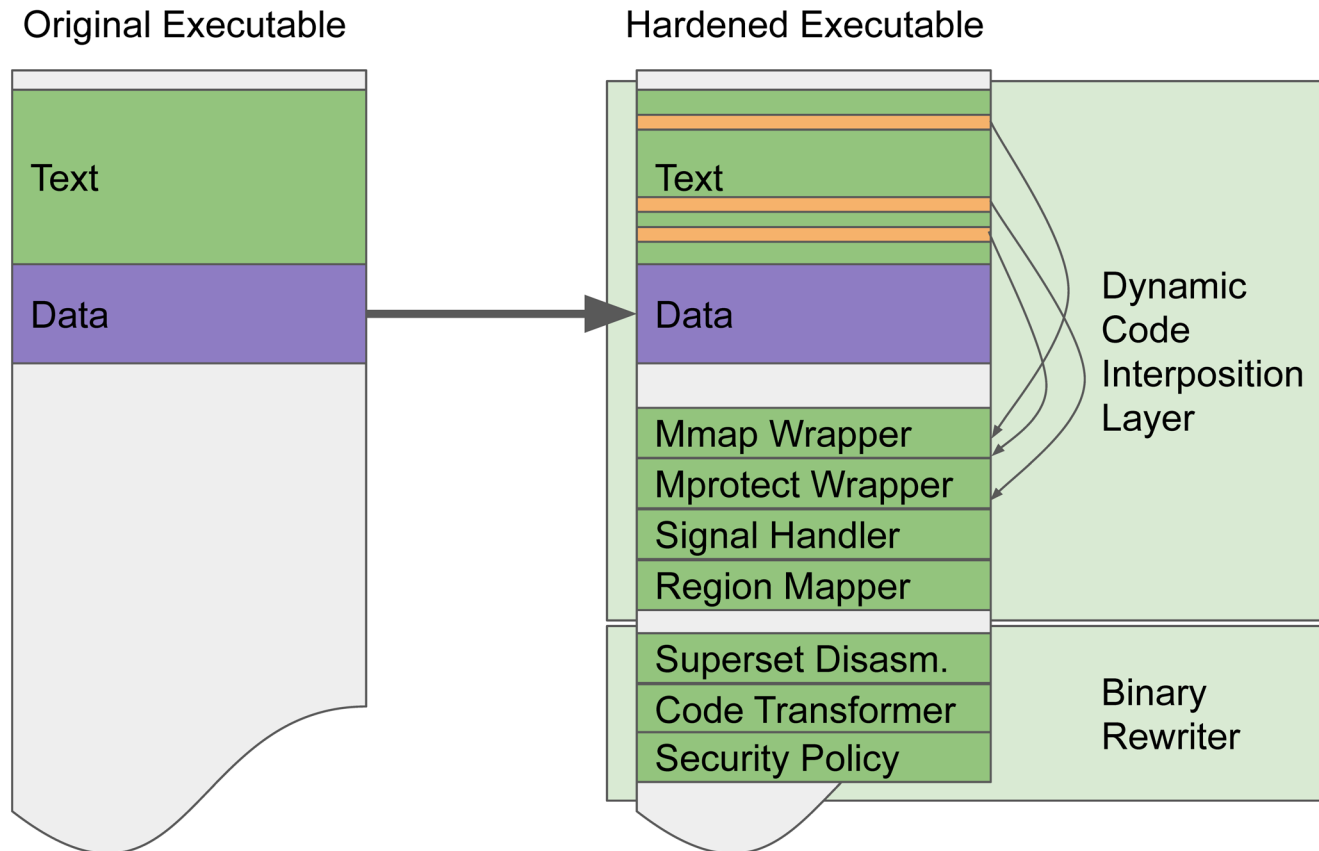 Original Executable
Hardened Executable
Text
Data
Text
Data
Mmap Wrapper
Mprotect Wrapper
Signal Handler
Region Mapper
Superset Disasm.
Code Transformer
Security Policy
Dynamic
Code
Interposition
Layer
Binary
Rewriter